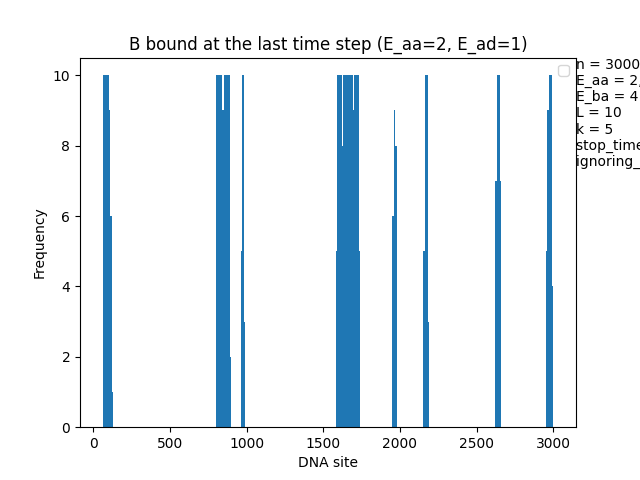 B bound at the last time step (E_aa=2, E_ad=1)
n = 3000
E_aa = 2,
E_ba = 4
L = 10
k = 5
stop_time
ignoring_
Frequency
10
8
6
4
2
0
0 500 1000 1500 2000 2500 3000
DNA site